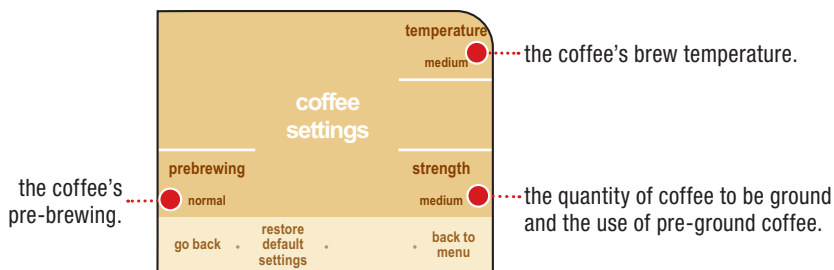 temperature
medium
the coffee's brew temperature.
coffee
settings
prebrewing
normal
the coffee's
pre-brewing.
strength
medium
the quantity of coffee to be ground
and the use of pre-ground coffee.
go back
restore
default
settings
back to
menu